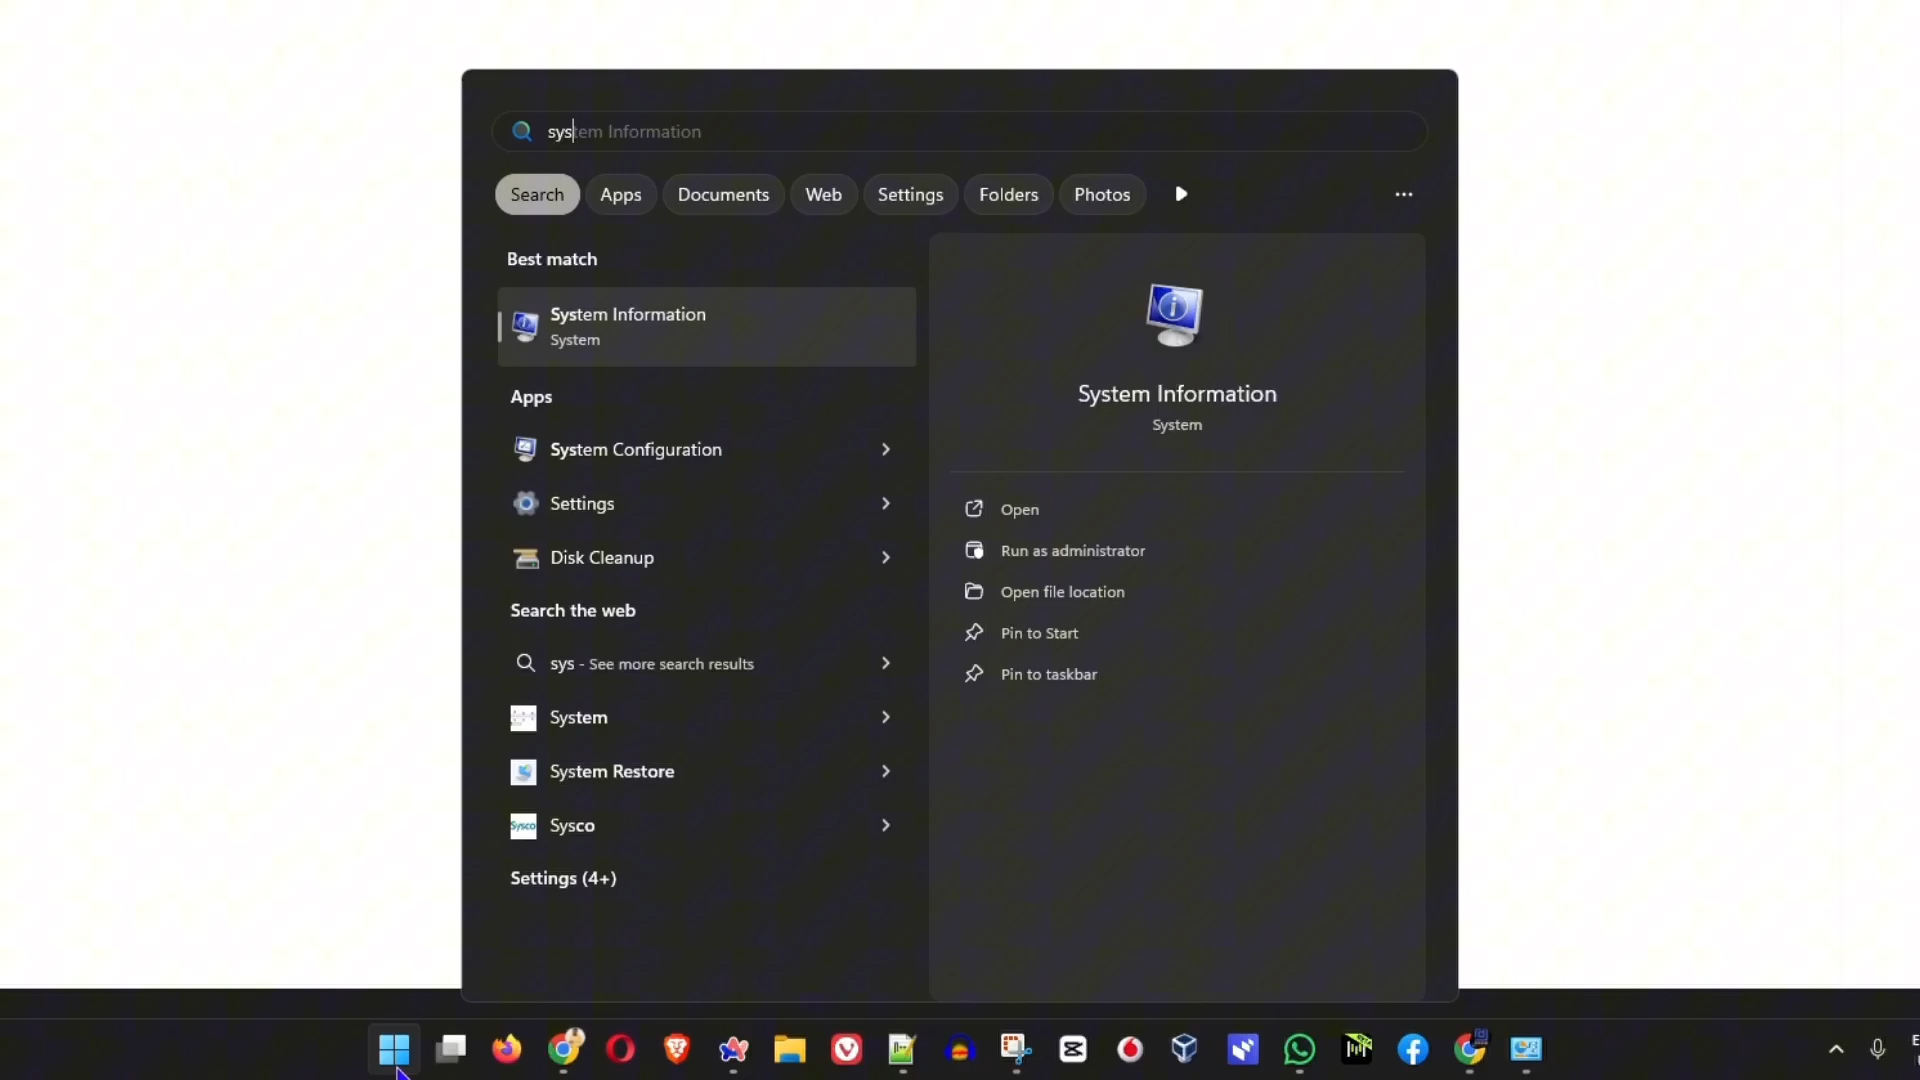 system Information
Search Apps Documents Web Settings Folders Photos
Best match
System Information
System
Apps
System Configuration
Settings
Disk Cleanup
Search the web
sys - See more search results
System
System Restore
Sysco
Sysco
Settings (4+)
System Information
System
Open
Run as administrator
Open file location
Pin to Start
Pin to taskbar